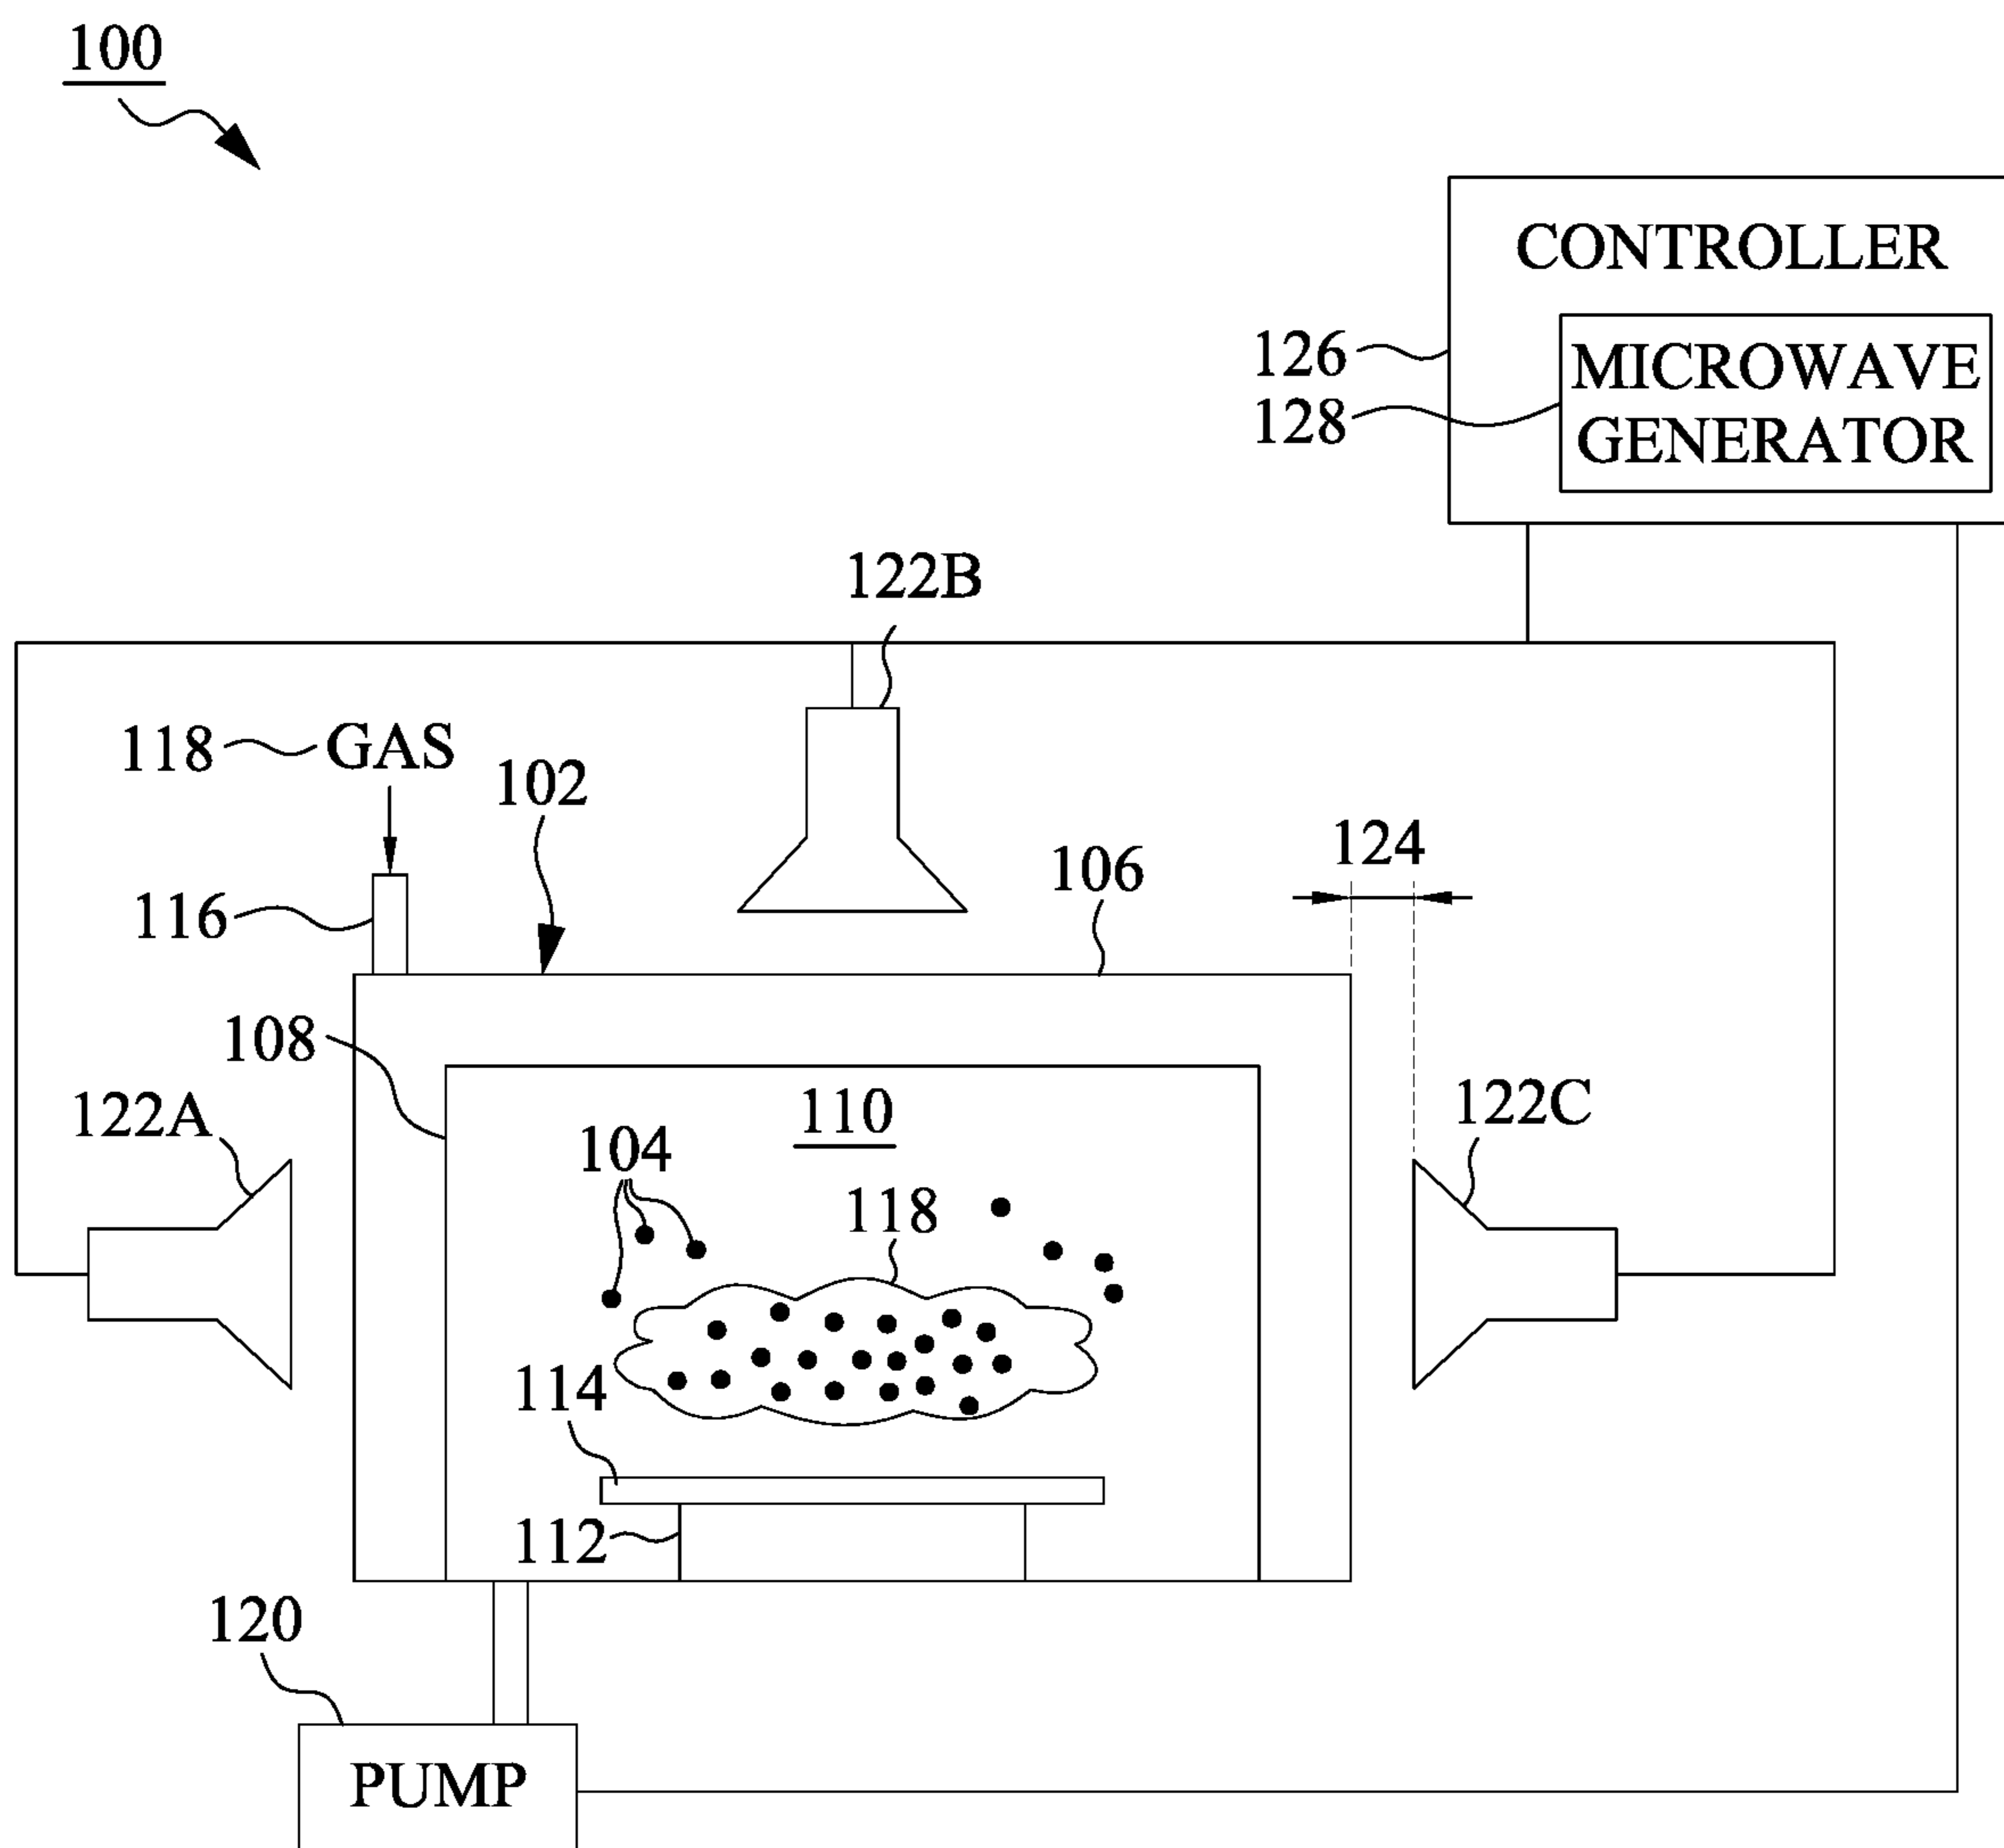 100
CONTROLLER
126
MICROWAVE
128
GENERATOR
122B
118
GAS
102
124
106
116
108
122A
110
122C
104
118
114
112
120
PUMP